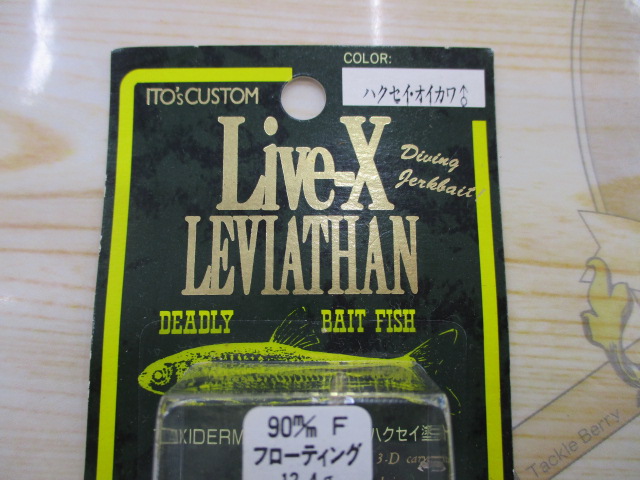 COLOR:
ハクセイ・オイカワ♂
ITO'S CUSTOM
Live-X
Diving
Jerkbait!
LEVIATHAN
DEADLY BAIT FISH
90㎜ F
フローティング
ハクセイ
3-D
Tackle Berry